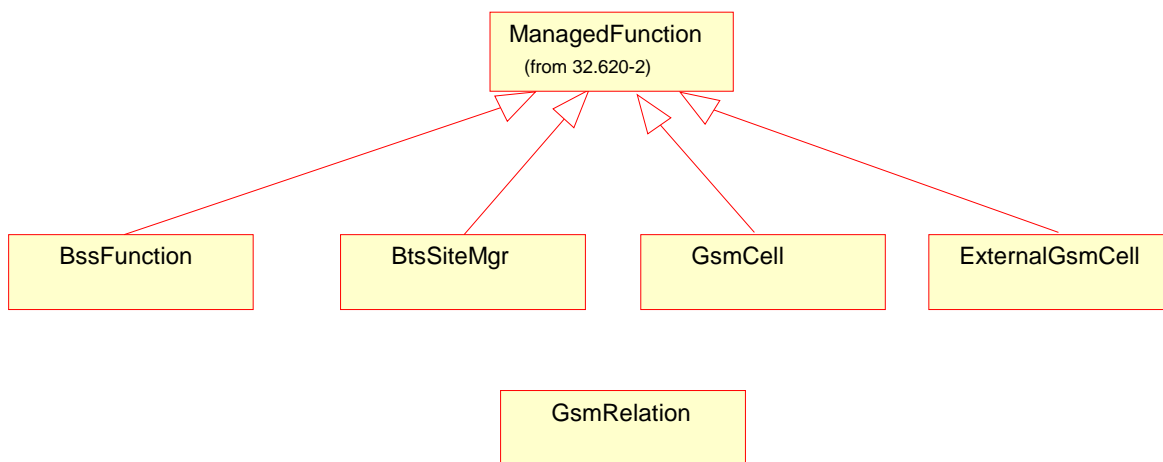 ManagedFunction
(from 32.620-2)
BssFunction
BtsSiteMgr
GsmCell
ExternalGsmCell
GsmRelation